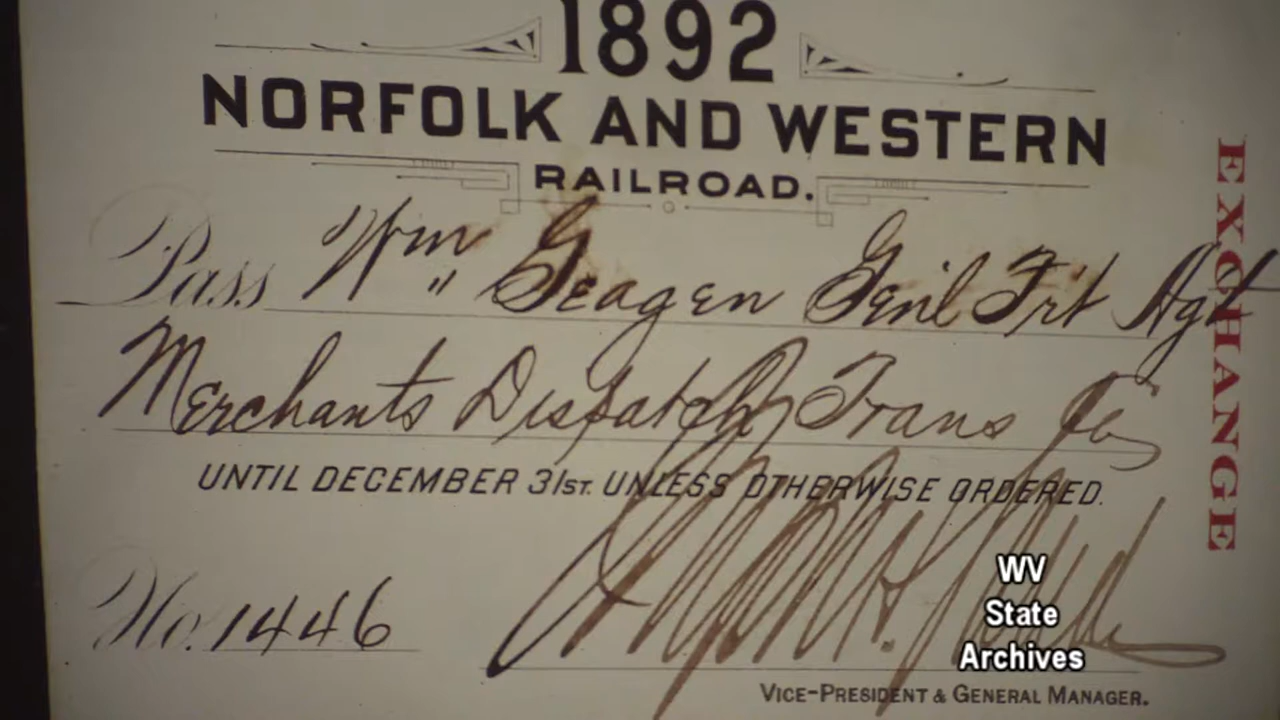 1892
NORFOLK AND WESTERN
RAILROAD.
Pass Wm Geagen Genl Frt Agt
Merchants Dispatch Trans Co
UNTIL DECEMBER 31ST. UNLESS OTHERWISE ORDERED.
No. 1446
VICE-PRESIDENT & GENERAL MANAGER.
EXCHANGE
WV
State
Archives